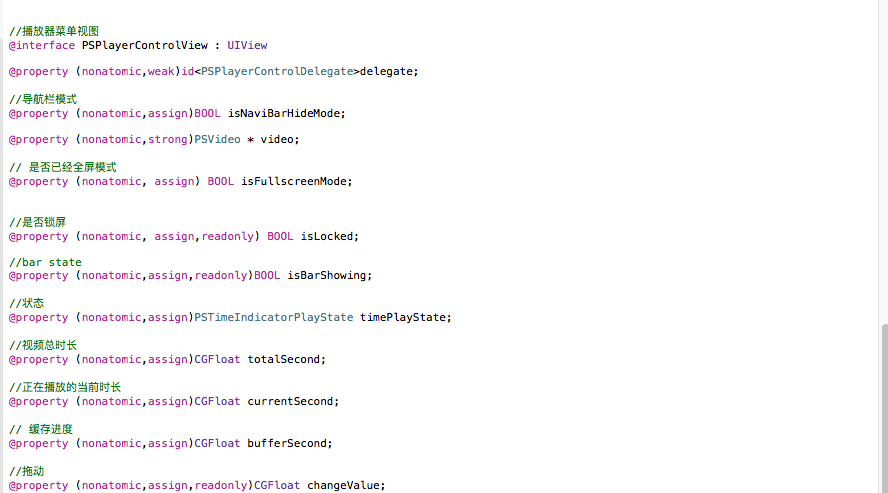 //播放器菜单视图
@interface PSPlayerControlView : UIView
@property (nonatomic,weak)id<PSPlayerControlDelegate>delegate;
//导航栏模式
@property (nonatomic,assign)BOOL isNaviBarHideMode;
@property (nonatomic,strong)PSVideo * video;
// 是否已经全屏模式
@property (nonatomic, assign) BOOL isFullscreenMode;
//是否锁屏
@property (nonatomic, assign,readonly) BOOL isLocked;
//bar state
@property (nonatomic,assign,readonly)BOOL isBarShowing;
//状态
@property (nonatomic,assign)PSTimeIndicatorPlayState timePlayState;
//视频总时长
@property (nonatomic,assign)CGFloat totalSecond;
//正在播放的当前时长
@property (nonatomic,assign)CGFloat currentSecond;
// 缓存进度
@property (nonatomic,assign)CGFloat bufferSecond;
//拖动
@property (nonatomic,assign,readonly)CGFloat changeValue;